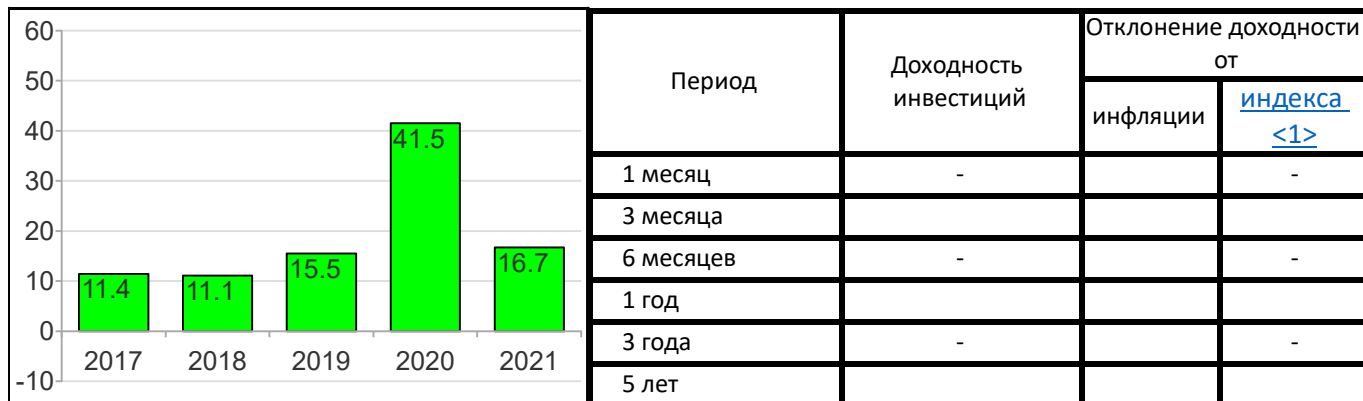 60
50
40
30
20
10
0
-10
11.4
11.1
15.5
41.5
16.7
2017 2018 2019 2020 2021
Период
Доходность
инвестиций
Отклонение доходности
от
инфляции
индекса
<1>
1 месяц - -
3 месяца
6 месяцев - -
1 год
3 года - -
5 лет